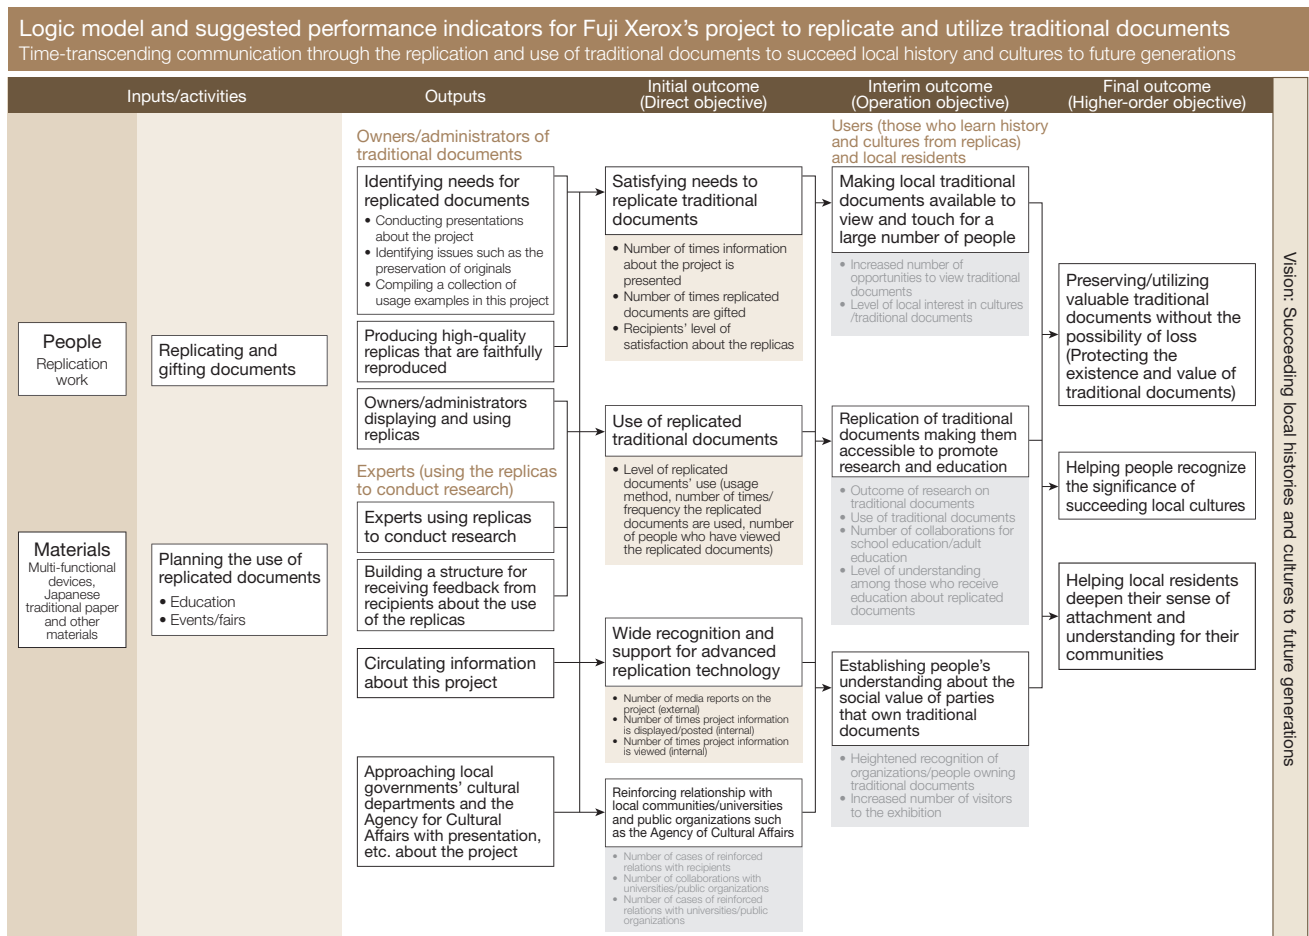 Logic model and suggested performance indicators for Fuji Xerox's project to replicate and utilize traditional documents
Time-transcending communication through the replication and use of traditional documents to succeed local history and cultures to future generations
Inputs/activities
Outputs
Initial outcome
(Direct objective)
Interim outcome
(Operation objective)
Final outcome
(Higher-order objective)
People
Replication
work
Materials
Multi-functional
devices,
Japanese
traditional paper
and other
materials
Replicating and
gifting documents
Planning the use of
replicated documents
• Education
• Events/fairs
Owners/administrators of
traditional documents
Identifying needs for
replicated documents
• Conducting presentations
about the project
• Identifying issues such as the
preservation of originals
• Compiling a collection of
usage examples in this project
Producing high-quality
replicas that are faithfully
reproduced
Owners/administrators
displaying and using
replicas
Experts (using the replicas
to conduct research)
Experts using replicas
to conduct research
Building a structure for
receiving feedback from
recipients about the use
of the replicas
Circulating information
about this project
Approaching local
governments' cultural
departments and the
Agency for Cultural
Affairs with presentation,
etc. about the project
Satisfying needs to
replicate traditional
documents
• Number of times information
about the project is
presented
• Number of times replicated
documents are gifted
• Recipients' level of
satisfaction about the replicas
Use of replicated
traditional documents
• Level of replicated
documents' use (usage
method, number of times/
frequency the replicated
documents are used, number
of people who have viewed
the replicated documents)
Wide recognition and
support for advanced
replication technology
• Number of media reports on the
project (external)
• Number of times project information
is displayed/posted (internal)
• Number of times project information
is viewed (internal)
Reinforcing relationship with
local communities/universities
and public organizations such
as the Agency of Cultural Affairs
• Number of cases of reinforced
relations with recipients
• Number of collaborations with
universities/public organizations
• Number of cases of reinforced
relations with universities/public
organizations
Users (those who learn history
and cultures from replicas)
and local residents
Making local traditional
documents available to
view and touch for a
large number of people
• Increased number of
opportunities to view traditional
documents
• Level of local interest in cultures
/traditional documents
Replication of traditional
documents making them
accessible to promote
research and education
• Outcome of research on
traditional documents
• Use of traditional documents
• Number of collaborations for
school education/adult
education
• Level of understanding
among those who receive
education about replicated
documents
Establishing people's
understanding about the
social value of parties
that own traditional
documents
• Heightened recognition of
organizations/people owning
traditional documents
• Increased number of visitors
to the exhibition
Preserving/utilizing
valuable traditional
documents without the
possibility of loss
(Protecting the
existence and value of
traditional documents)
Helping people recognize
the significance of
succeeding local cultures
Helping local residents
deepen their sense of
attachment and
understanding for their
communities
Vision: Succeeding local histories and cultures to future generations